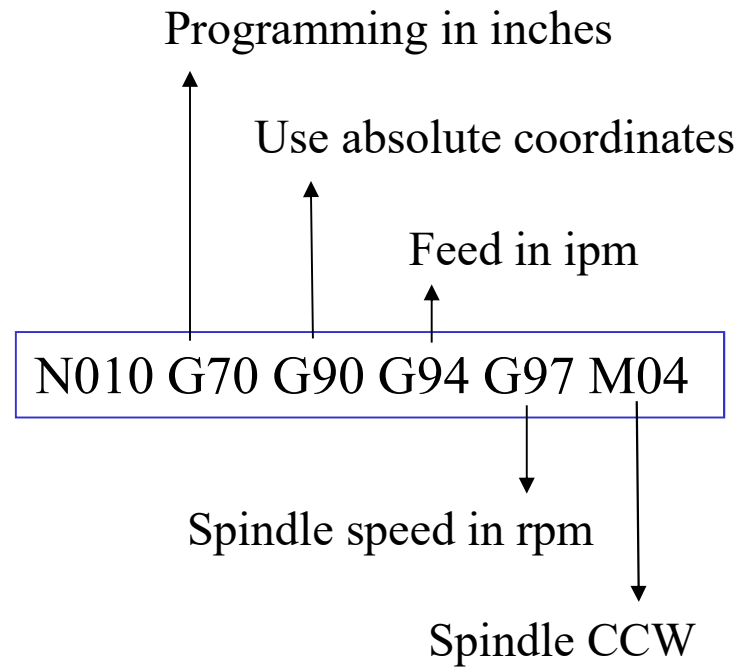 Programming in inches
Use absolute coordinates
Feed in ipm
N010 G70 G90 G94 G97 M04
Spindle speed in rpm
Spindle CCW